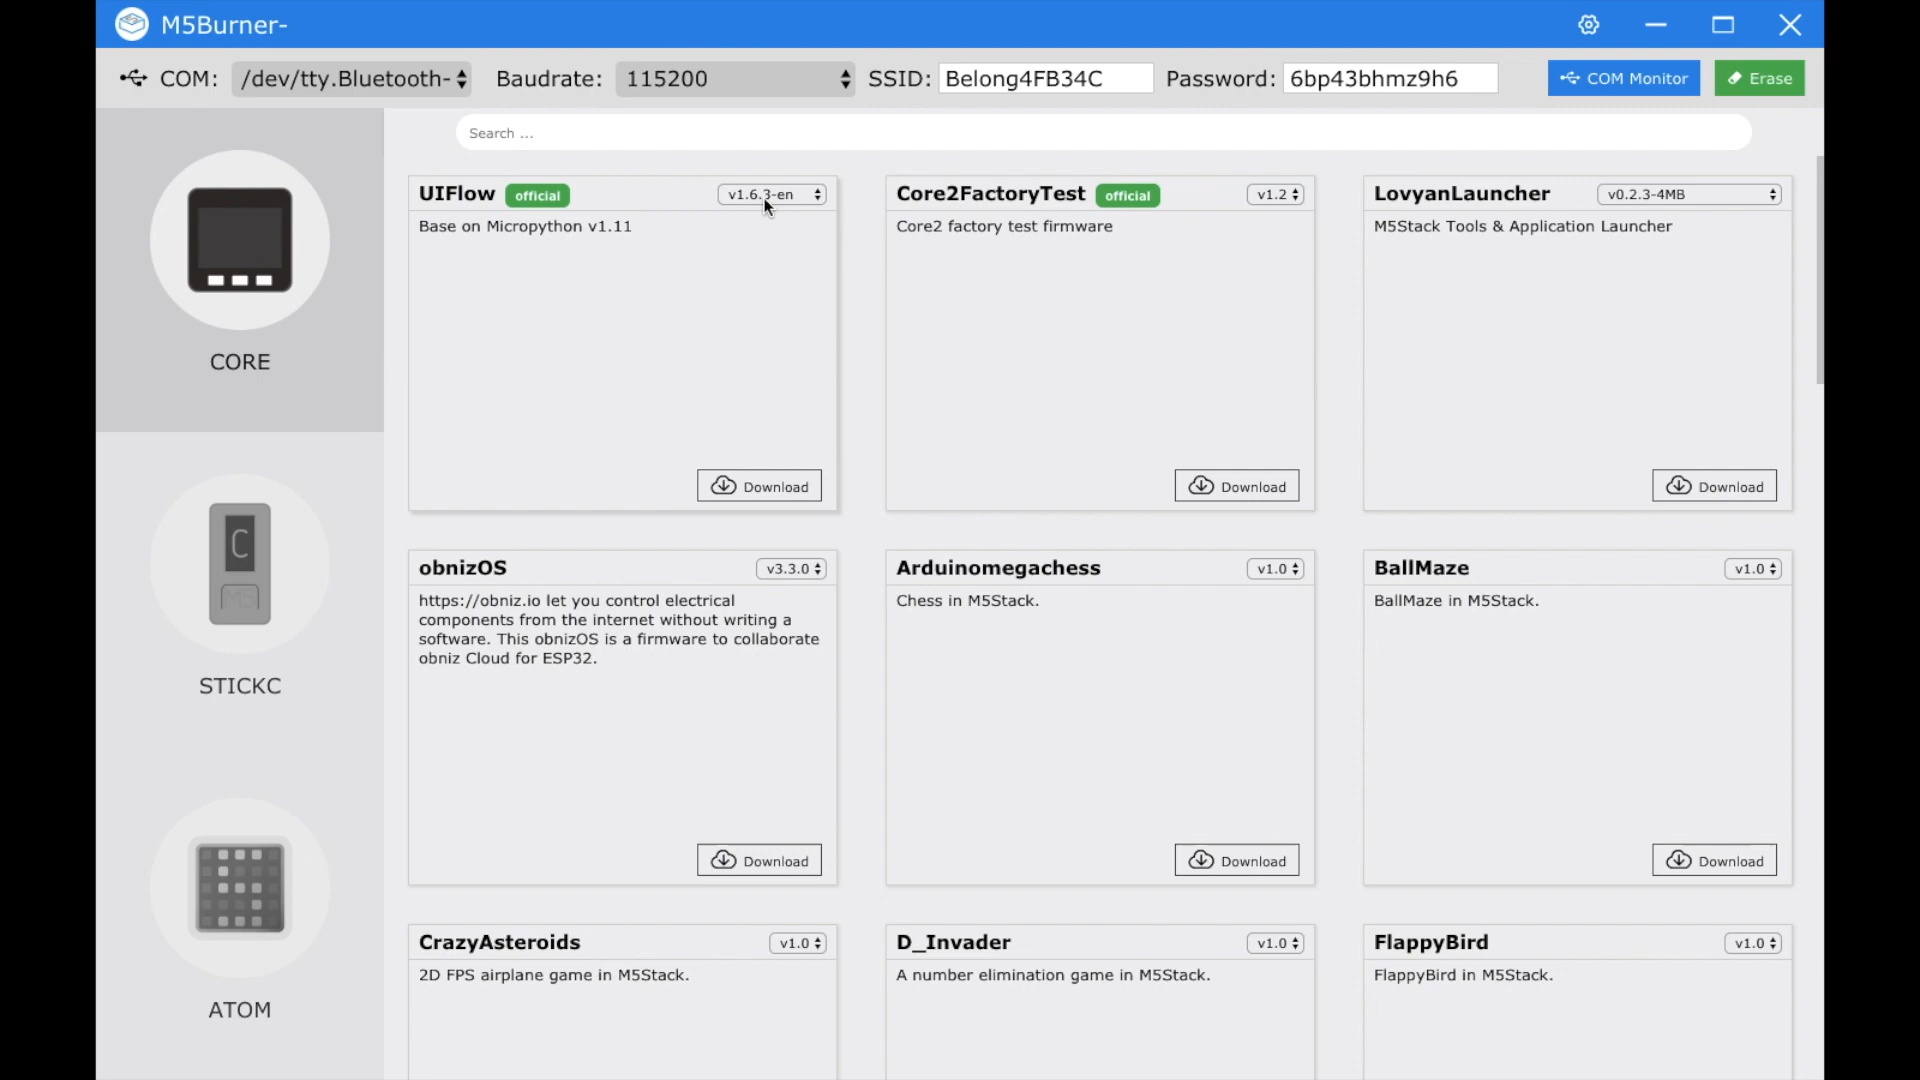 M5Burner-
COM: /dev/tty.Bluetooth- Baudrate: 115200 SSID: Belong4FB34C Password: 6bp43bhmz9h6 COM Monitor Erase
Search ...
CORE
STICKC
ATOM
UIFlow official v1.6.3-en
Base on Micropython v1.11
Download
Core2FactoryTest official v1.2
Core2 factory test firmware
Download
LovyanLauncher v0.2.3-4MB
M5Stack Tools & Application Launcher
Download
obnizOS v3.3.0
https://obniz.io let you control electrical
components from the internet without writing a
software. This obnizOS is a firmware to collaborate
obniz Cloud for ESP32.
Download
Arduinomegachess v1.0
Chess in M5Stack.
Download
BallMaze v1.0
BallMaze in M5Stack.
Download
CrazyAsteroids v1.0
2D FPS airplane game in M5Stack.
D_Invader v1.0
A number elimination game in M5Stack.
FlappyBird v1.0
FlappyBird in M5Stack.